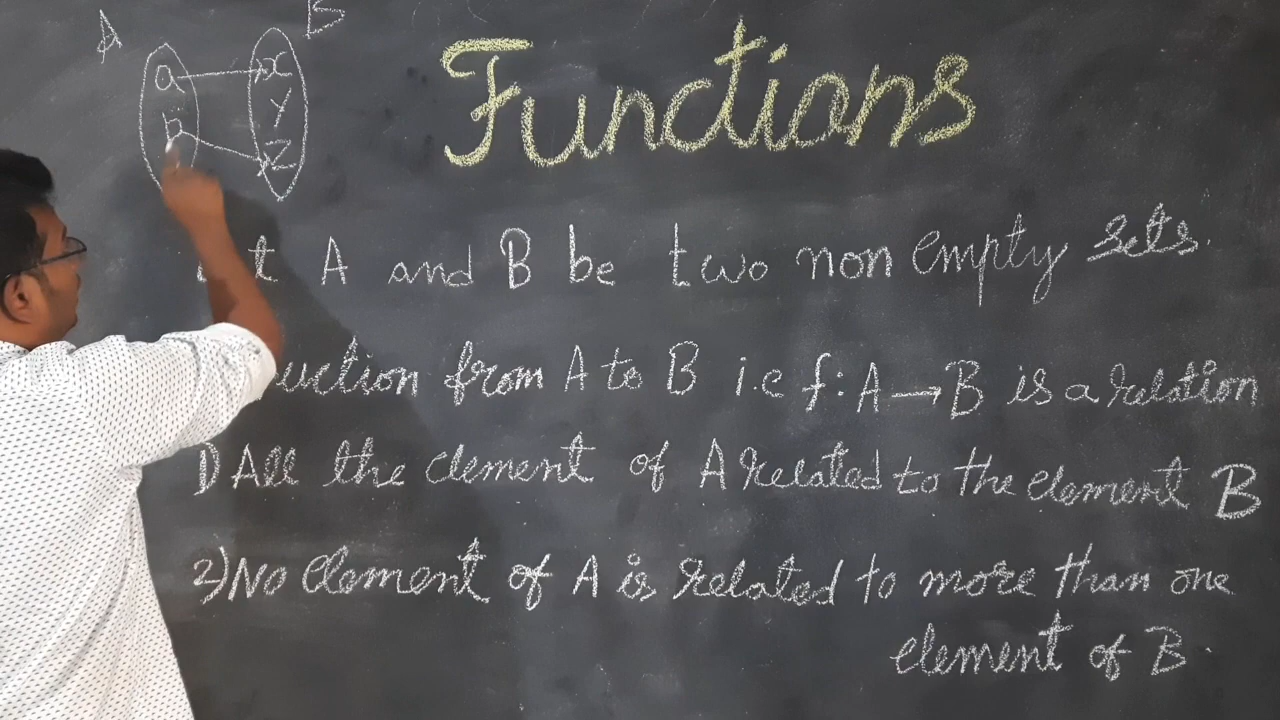 A B
a x
b Y
Z
Functions
A and B be two non empty sets.
from A to B i.e f: A → B is a relation
1) All the element of A related to the element B
2) No element of A is related to more than one
element of B.